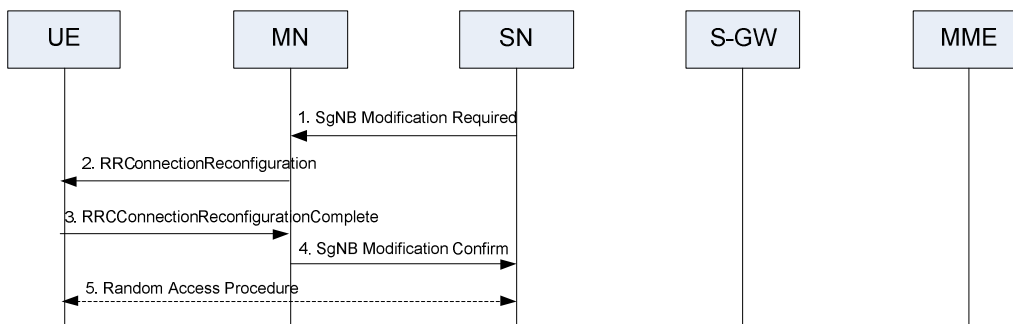 UE
MN
SN
S-GW
MME
1. SgNB Modification Required
2. RRConnectionReconfiguration
3. RRCConnectionReconfigurationComplete
4. SgNB Modification Confirm
5. Random Access Procedure